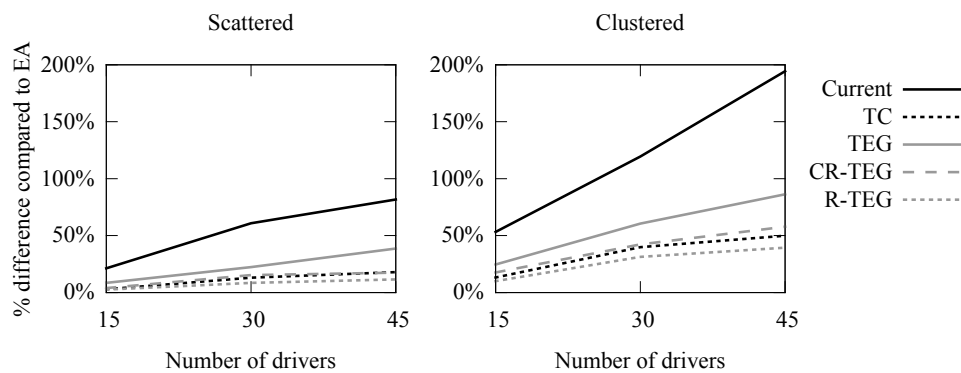 Scattered
Clustered
% difference compared to EA
200%
150%
100%
50%
0%
15
30
45
Number of drivers
200%
150%
100%
50%
0%
15
30
45
Number of drivers
Current
TC
TEG
CR-TEG
R-TEG